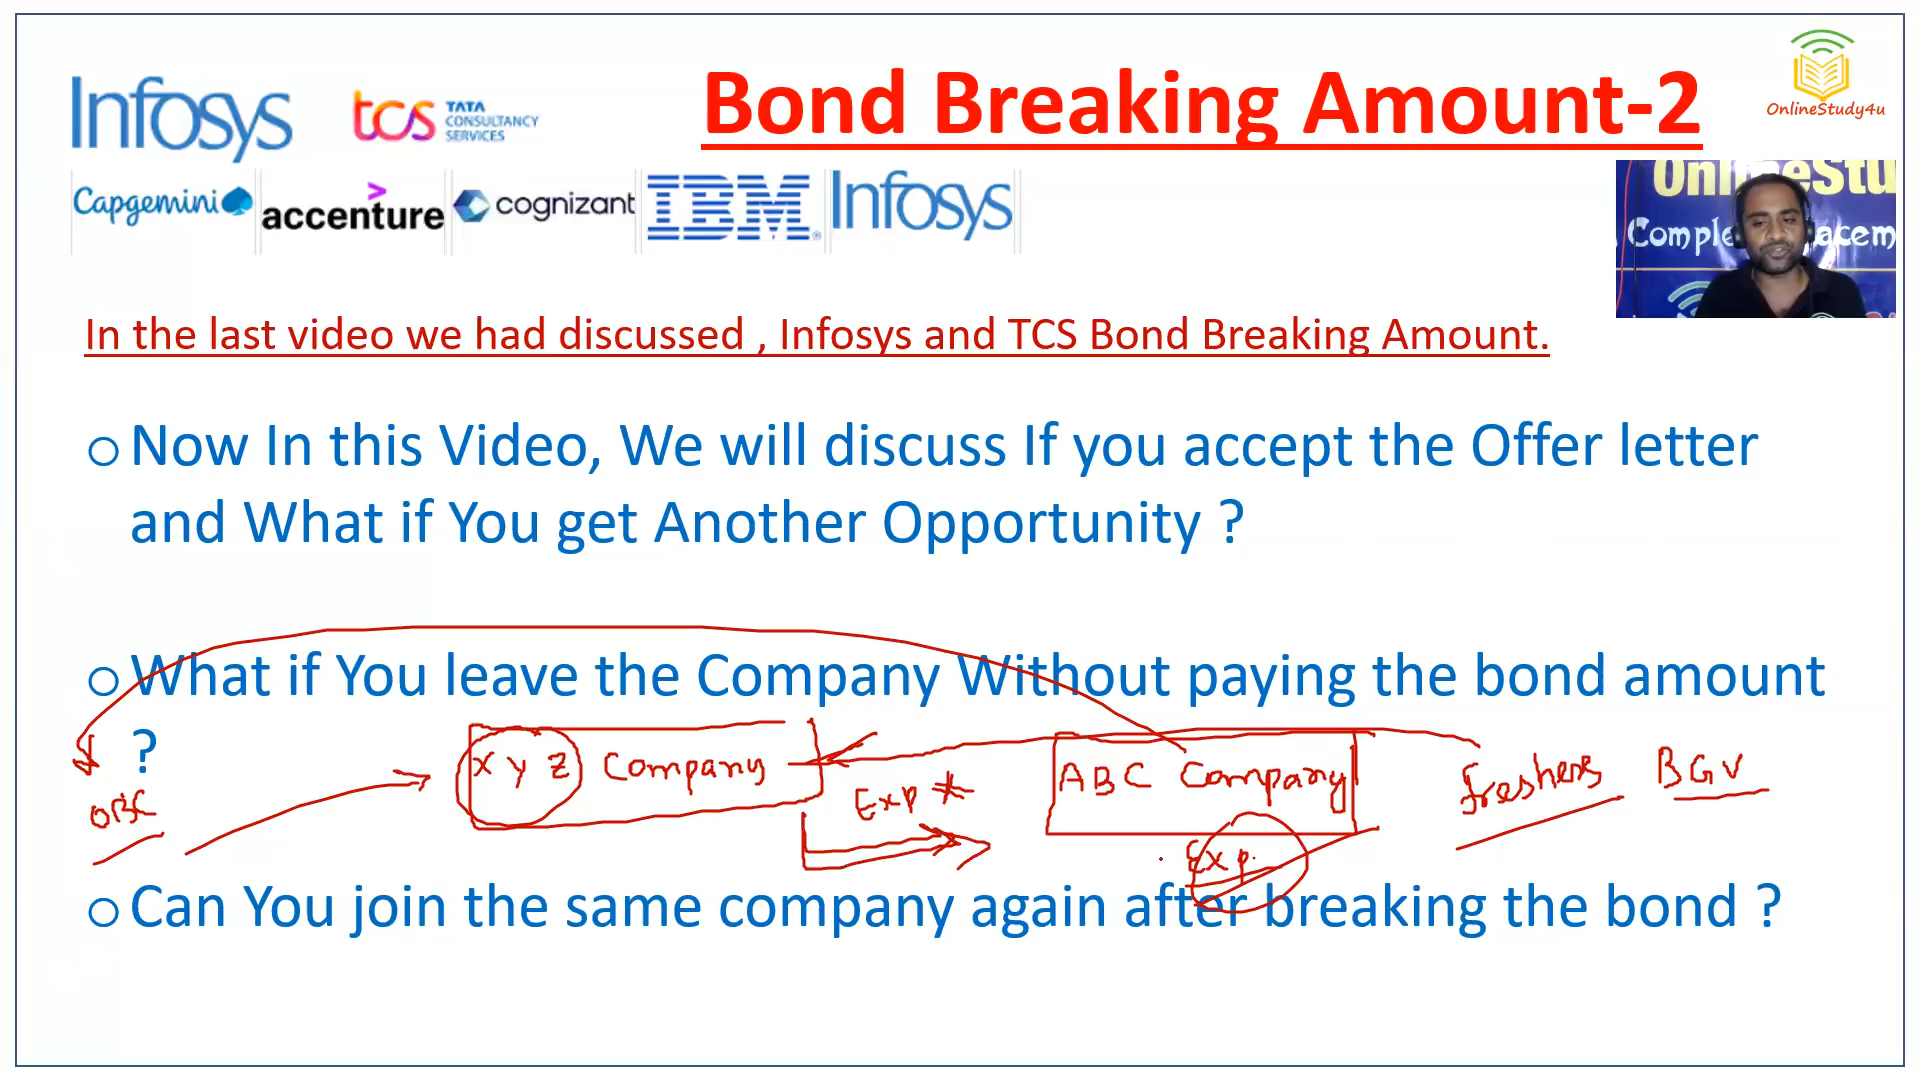 Infosys
tcs TATA CONSULTANCY SERVICES
Bond Breaking Amount-2
OnlineStudy4u
Capgemini
accenture
cognizant
IBM
Infosys
OnlineStu
Comple acem
In the last video we had discussed , Infosys and TCS Bond Breaking Amount.
Now In this Video, We will discuss If you accept the Offer letter
and What if You get Another Opportunity ?
What if You leave the Company Without paying the bond amount
?
XYZ Company
Exp
ABC Company
Freshers
BGV
Exp.
Can You join the same company again after breaking the bond ?